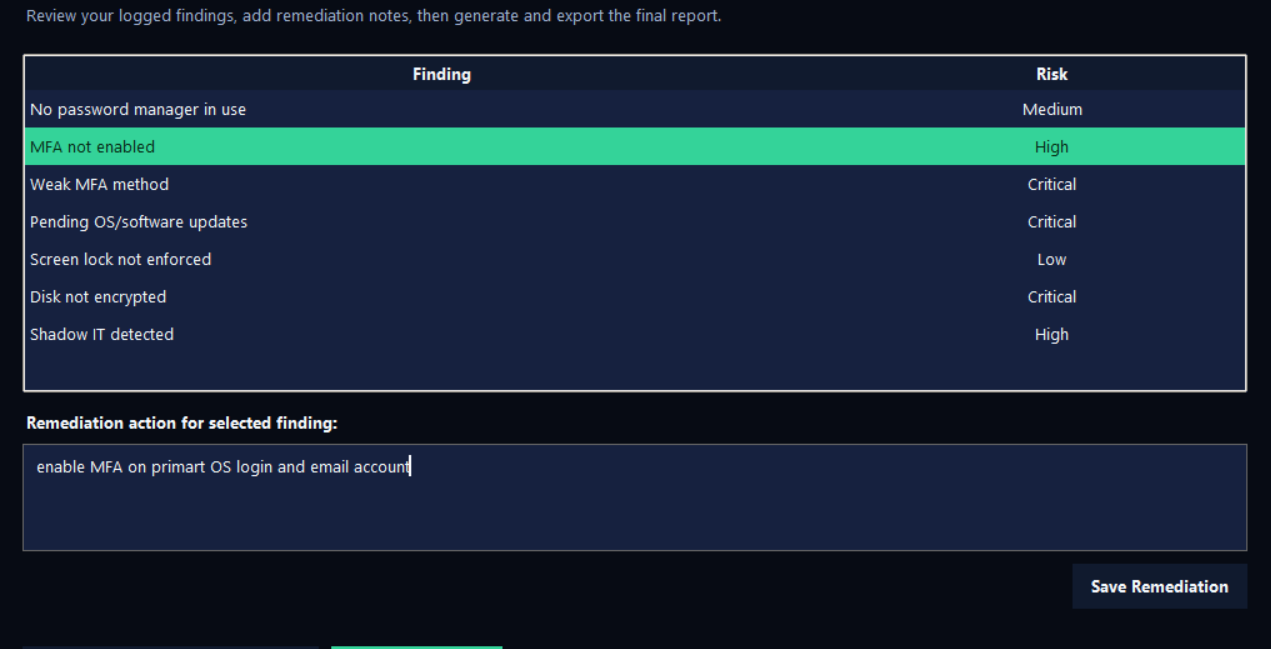 Review your logged findings, add remediation notes, then generate and export the final report.
Finding Risk
No password manager in use Medium
MFA not enabled High
Weak MFA method Critical
Pending OS/software updates Critical
Screen lock not enforced Low
Disk not encrypted Critical
Shadow IT detected High
Remediation action for selected finding:
enable MFA on primart OS login and email account
Save Remediation